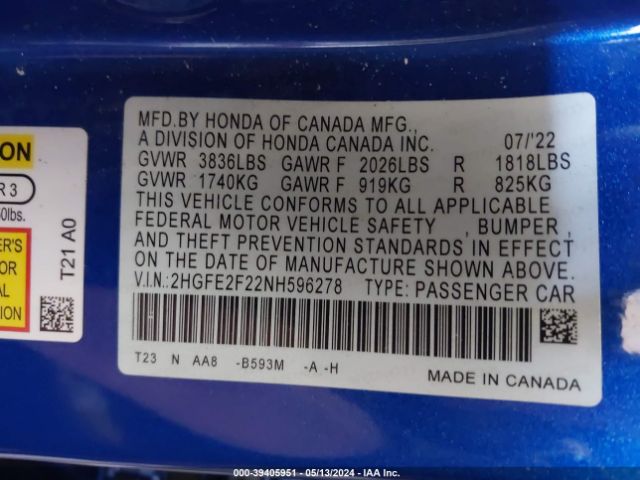 ON
R 3
0lbs.
ER'S
FOR
AL
ION
T21 A0
MFD.BY HONDA OF CANADA MFG.,
A DIVISION OF HONDA CANADA INC. 07/'22
GVWR 3836LBS GAWR F 2026LBS R 1818LBS
GVWR 1740KG GAWR F 919KG R 825KG
THIS VEHICLE CONFORMS TO ALL APPLICABLE
FEDERAL MOTOR VEHICLE SAFETY , BUMPER ,
AND THEFT PREVENTION STANDARDS IN EFFECT
ON THE DATE OF MANUFACTURE SHOWN ABOVE.
V.I.N.:2HGFE2F22NH596278 TYPE: PASSENGER CAR
T23 N AA8 -B593M -A -H
MADE IN CANADA
000-39405951 - 05/13/2024 - IAA Inc.